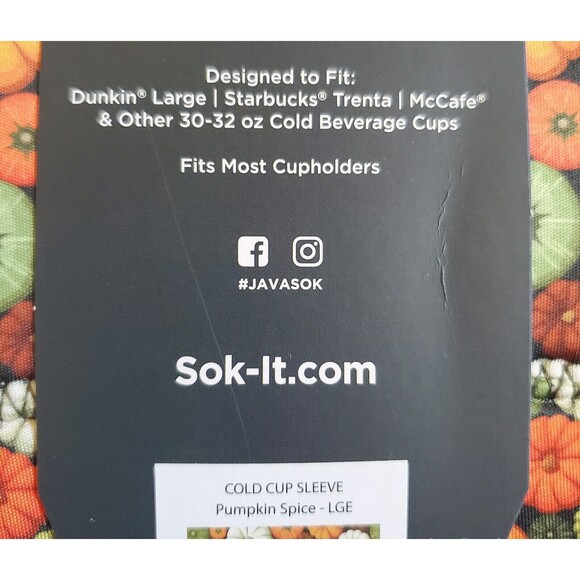 Designed to Fit:
Dunkin® Large | Starbucks® Trenta | McCafe®
& Other 30-32 oz Cold Beverage Cups
Fits Most Cupholders
#JAVASOK
Sok-It.com
COLD CUP SLEEVE
Pumpkin Spice - LGE